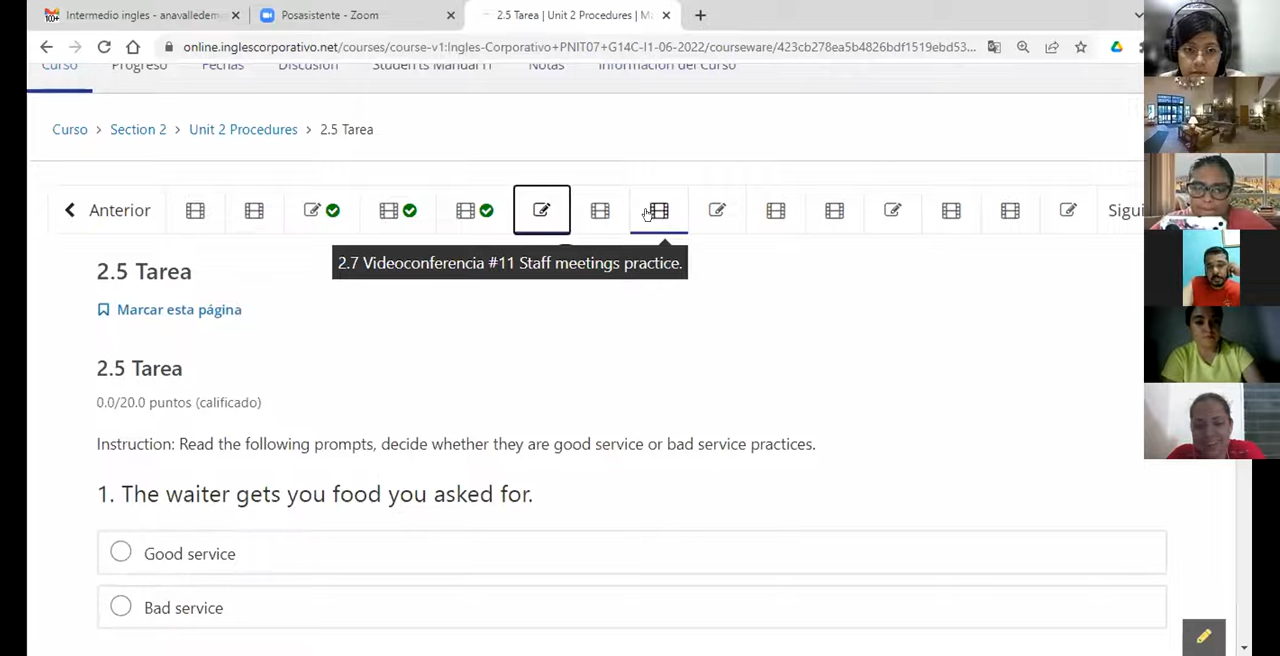 Intermedio ingles - anavalledem
Posasistente - Zoom
2.5 Tarea | Unit 2 Procedures | Ma
online.inglescorporativo.net/courses/course-v1:Ingles-Corporativo+PNIT07+G14C-I1-06-2022/courseware/423cb278ea5b4826bdf1519ebd53...
Curso Progreso Fechas Discusión Students Manual I1 Notas Información del Curso
Curso > Section 2 > Unit 2 Procedures > 2.5 Tarea
Anterior
Sigui
2.7 Videoconferencia #11 Staff meetings practice.
2.5 Tarea
Marcar esta página
2.5 Tarea
0.0/20.0 puntos (calificado)
Instruction: Read the following prompts, decide whether they are good service or bad service practices.
1. The waiter gets you food you asked for.
Good service
Bad service